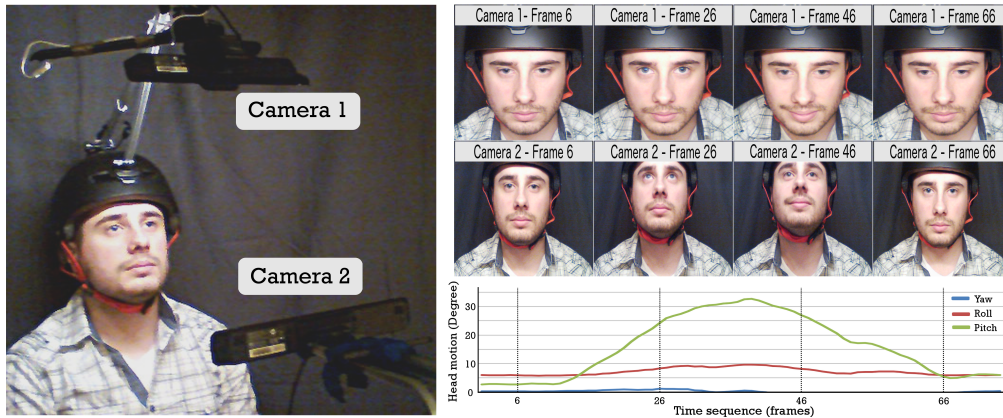 Camera 1
Camera 2
Camera 1- Frame 6
Camera 1 - Frame 26
Camera 1 - Frame 46
Camera 1 - Frame 66
Camera 2 - Frame 6
Camera 2 - Frame 26
Camera 2 - Frame 46
Camera 2 - Frame 66
Head motion (Degree)
30
20
10
0
6
26
46
66
Time sequence (frames)
Yaw
Roll
Pitch